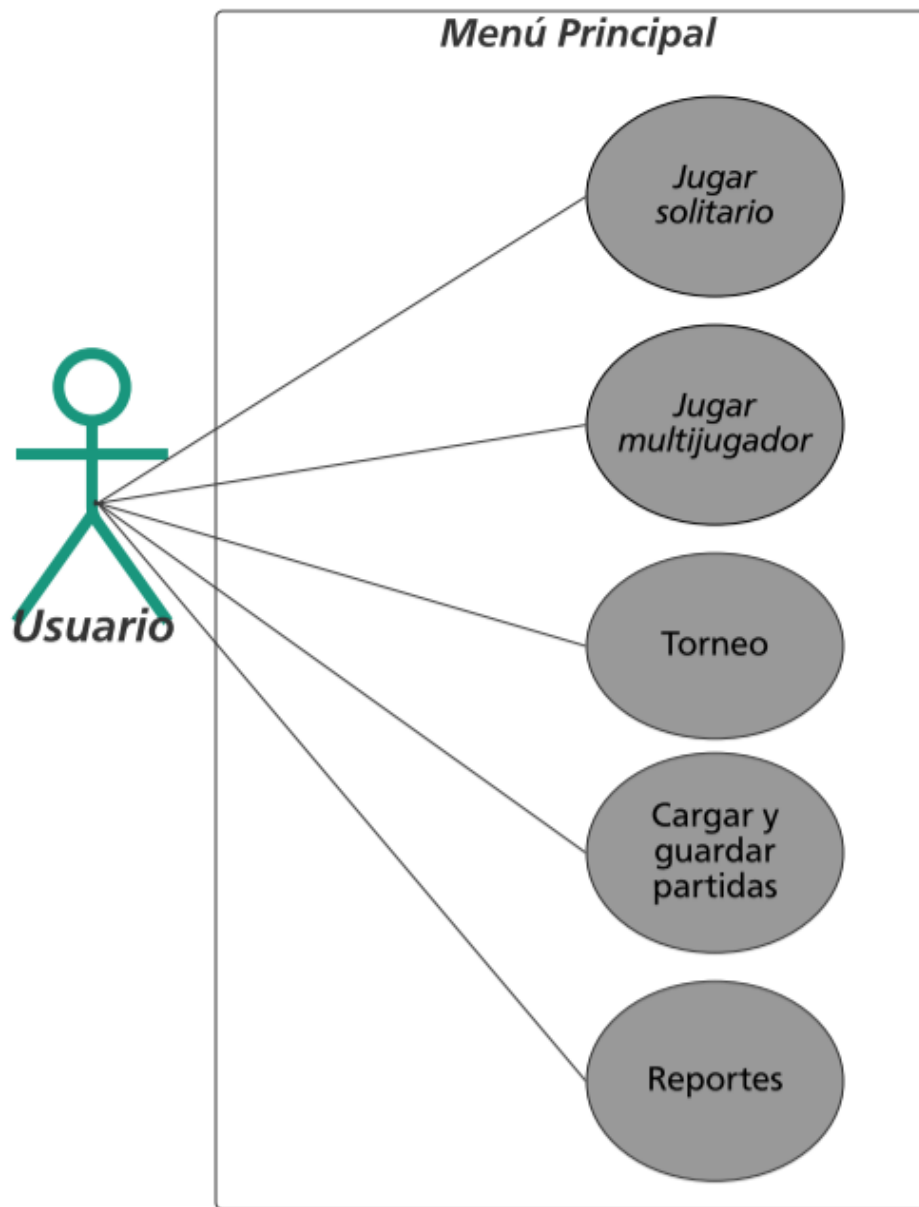 Menú Principal
Jugar
solitario
Jugar
multijugador
Usuario
Torneo
Cargar y
guardar
partidas
Reportes